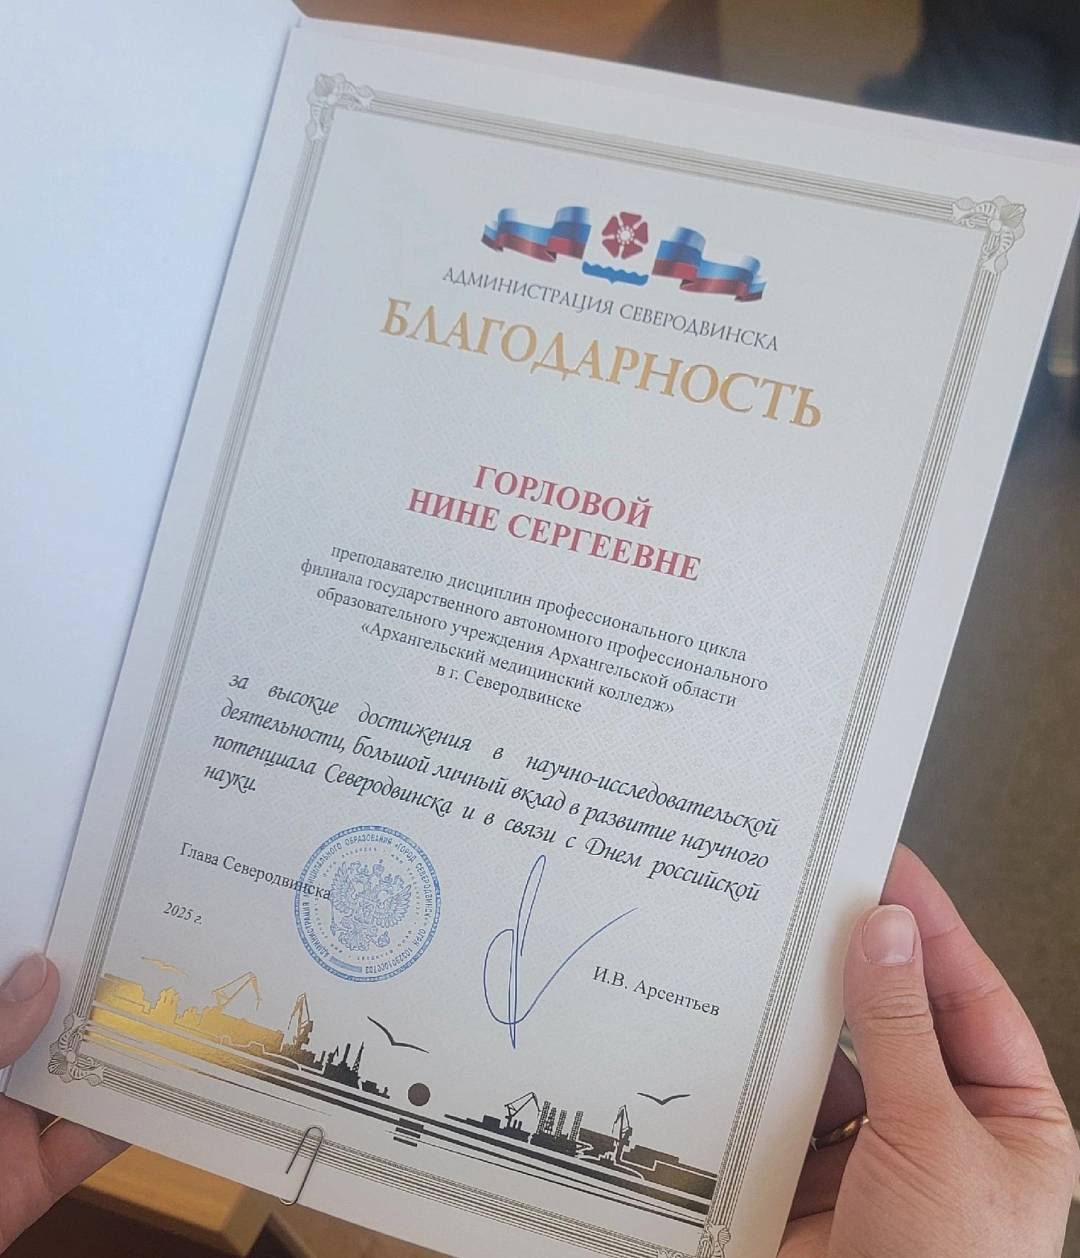 АДМИНИСТРАЦИЯ СЕВЕРОДВИНСКА
БЛАГОДАРНОСТЬ
ГОРЛОВОЙ
НИНЕ СЕРГЕЕВНЕ
преподавателю дисциплин профессионального цикла
филиала государственного автономного профессионального
образовательного учреждения Архангельской области
«Архангельский медицинский колледж»
в г. Северодвинске
за высокие достижения в научно-исследовательской
деятельности, большой личный вклад в развитие научного
потенциала Северодвинска и в связи с Днем российской
науки.
Глава Северодвинска
И.В. Арсентьев
2025 г.